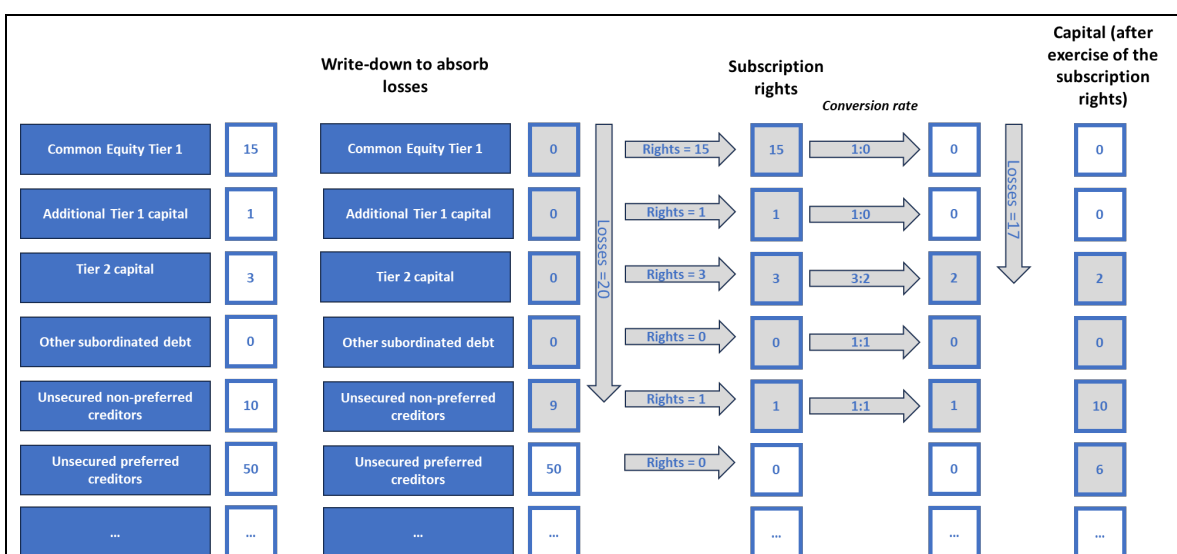 Write-down to absorb
losses
Subscription
rights
Conversion rate
Capital (after
exercise of the
subscription
rights)
Common Equity Tier 1 15 Common Equity Tier 1 0 Rights = 15 15 1:0 0 0
Additional Tier 1 capital 1 Additional Tier 1 capital 0 Rights = 1 1 1:0 0 0
Tier 2 capital 3 Tier 2 capital 0 Rights = 3 3 3:2 2 2
Other subordinated debt 0 Other subordinated debt 0 Rights = 0 0 1:1 0 0
Unsecured non-preferred
creditors
10
Unsecured non-preferred
creditors
9 Rights = 1 1 1:1 1 10
Unsecured preferred
creditors
50
Unsecured preferred
creditors
50 Rights = 0 0 0 6
... ... ... ... ... ... ...
Losses =20
Losses =17